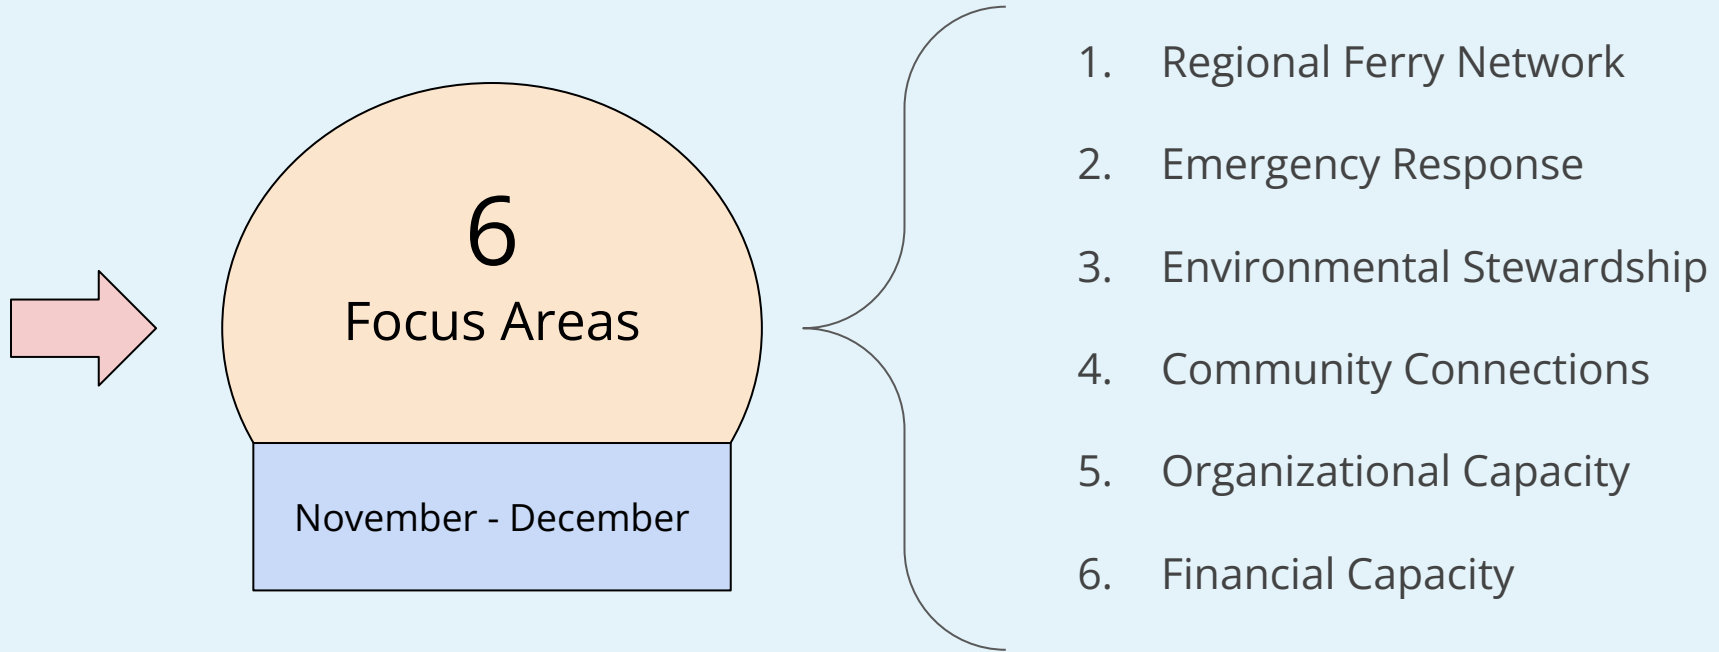 6
Focus Areas
November - December
1. Regional Ferry Network
2. Emergency Response
3. Environmental Stewardship
4. Community Connections
5. Organizational Capacity
6. Financial Capacity